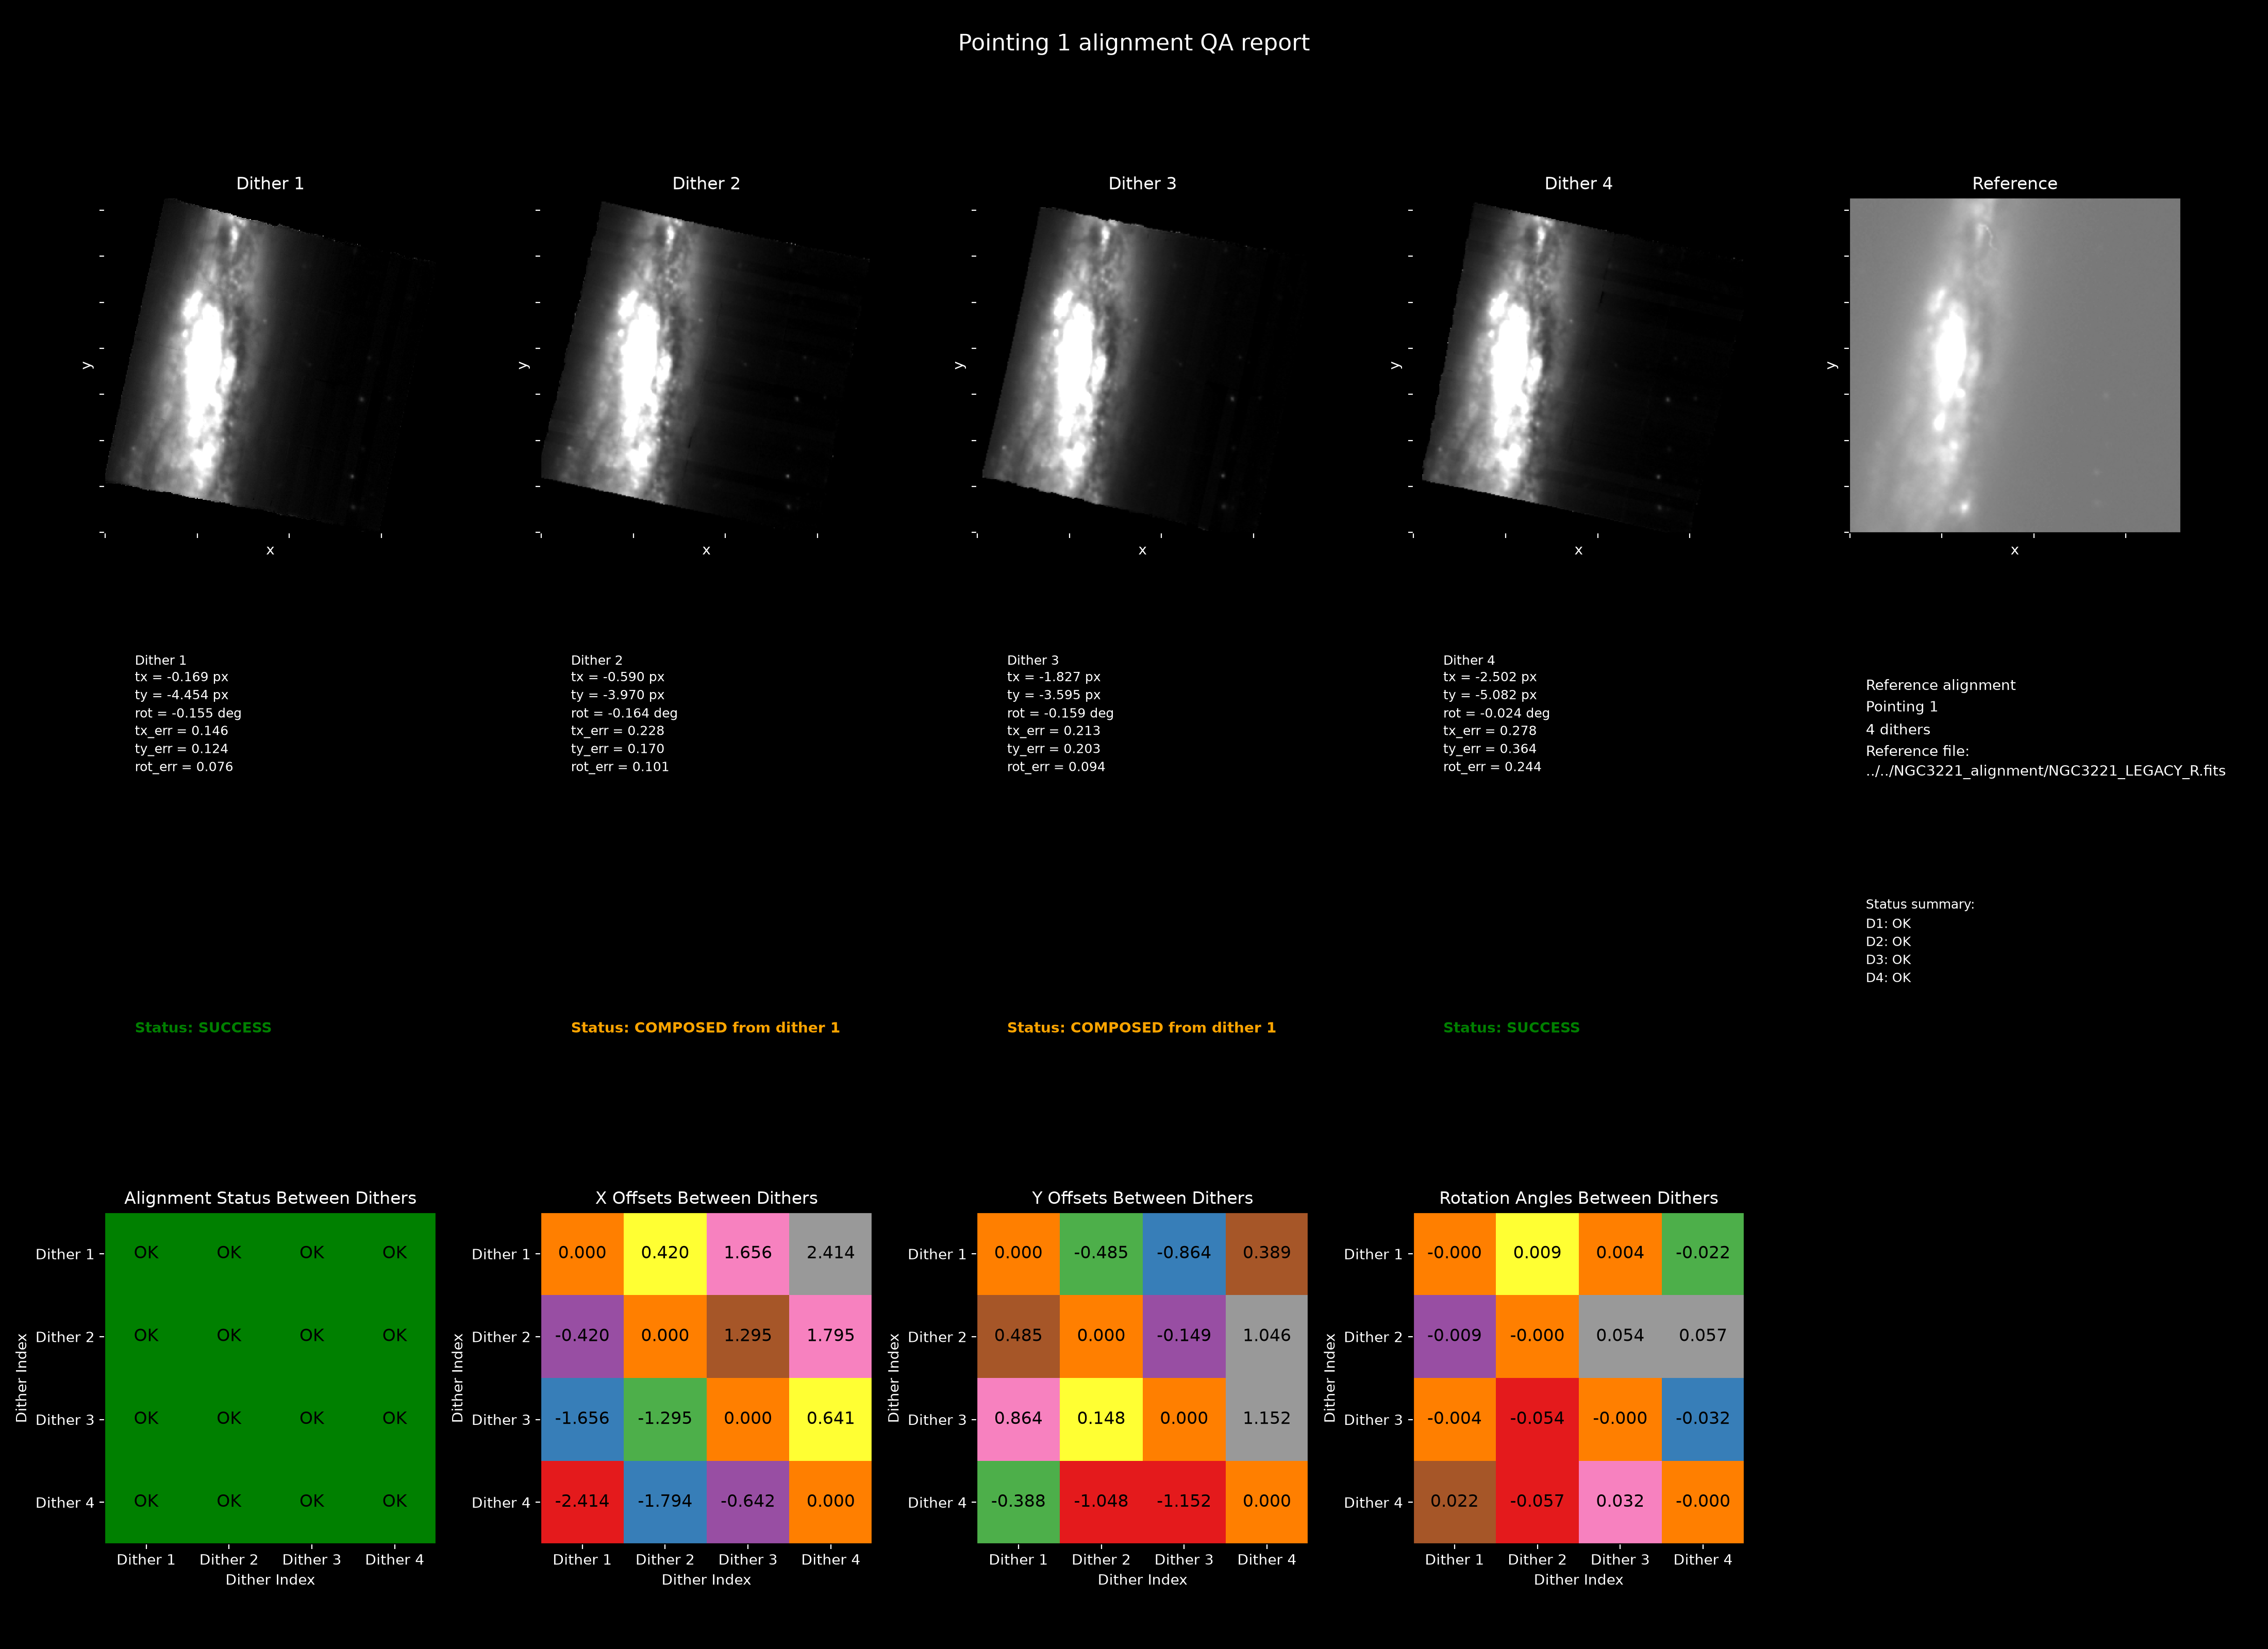 Pointing 1 alignment QA report
Dither 1
Dither 2
Dither 3
Dither 4
Reference
y
x
y
x
y
x
y
x
y
x
Dither 1
tx = -0.169 px
ty = -4.454 px
rot = -0.155 deg
tx_err = 0.146
ty_err = 0.124
rot_err = 0.076
Dither 2
tx = -0.590 px
ty = -3.970 px
rot = -0.164 deg
tx_err = 0.228
ty_err = 0.170
rot_err = 0.101
Dither 3
tx = -1.827 px
ty = -3.595 px
rot = -0.159 deg
tx_err = 0.213
ty_err = 0.203
rot_err = 0.094
Dither 4
tx = -2.502 px
ty = -5.082 px
rot = -0.024 deg
tx_err = 0.278
ty_err = 0.364
rot_err = 0.244
Reference alignment
Pointing 1
4 dithers
Reference file:
../../NGC3221_alignment/NGC3221_LEGACY_R.fits
Status summary:
D1: OK
D2: OK
D3: OK
D4: OK
Status: SUCCESS
Status: COMPOSED from dither 1
Status: COMPOSED from dither 1
Status: SUCCESS
Alignment Status Between Dithers
Dither Index
Dither 1 OK OK OK OK
Dither 2 OK OK OK OK
Dither 3 OK OK OK OK
Dither 4 OK OK OK OK
Dither 1 Dither 2 Dither 3 Dither 4
Dither Index
X Offsets Between Dithers
Dither Index
Dither 1 0.000 0.420 1.656 2.414
Dither 2 -0.420 0.000 1.295 1.795
Dither 3 -1.656 -1.295 0.000 0.641
Dither 4 -2.414 -1.794 -0.642 0.000
Dither 1 Dither 2 Dither 3 Dither 4
Dither Index
Y Offsets Between Dithers
Dither Index
Dither 1 0.000 -0.485 -0.864 0.389
Dither 2 0.485 0.000 -0.149 1.046
Dither 3 0.864 0.148 0.000 1.152
Dither 4 -0.388 -1.048 -1.152 0.000
Dither 1 Dither 2 Dither 3 Dither 4
Dither Index
Rotation Angles Between Dithers
Dither Index
Dither 1 -0.000 0.009 0.004 -0.022
Dither 2 -0.009 -0.000 0.054 0.057
Dither 3 -0.004 -0.054 -0.000 -0.032
Dither 4 0.022 -0.057 0.032 -0.000
Dither 1 Dither 2 Dither 3 Dither 4
Dither Index